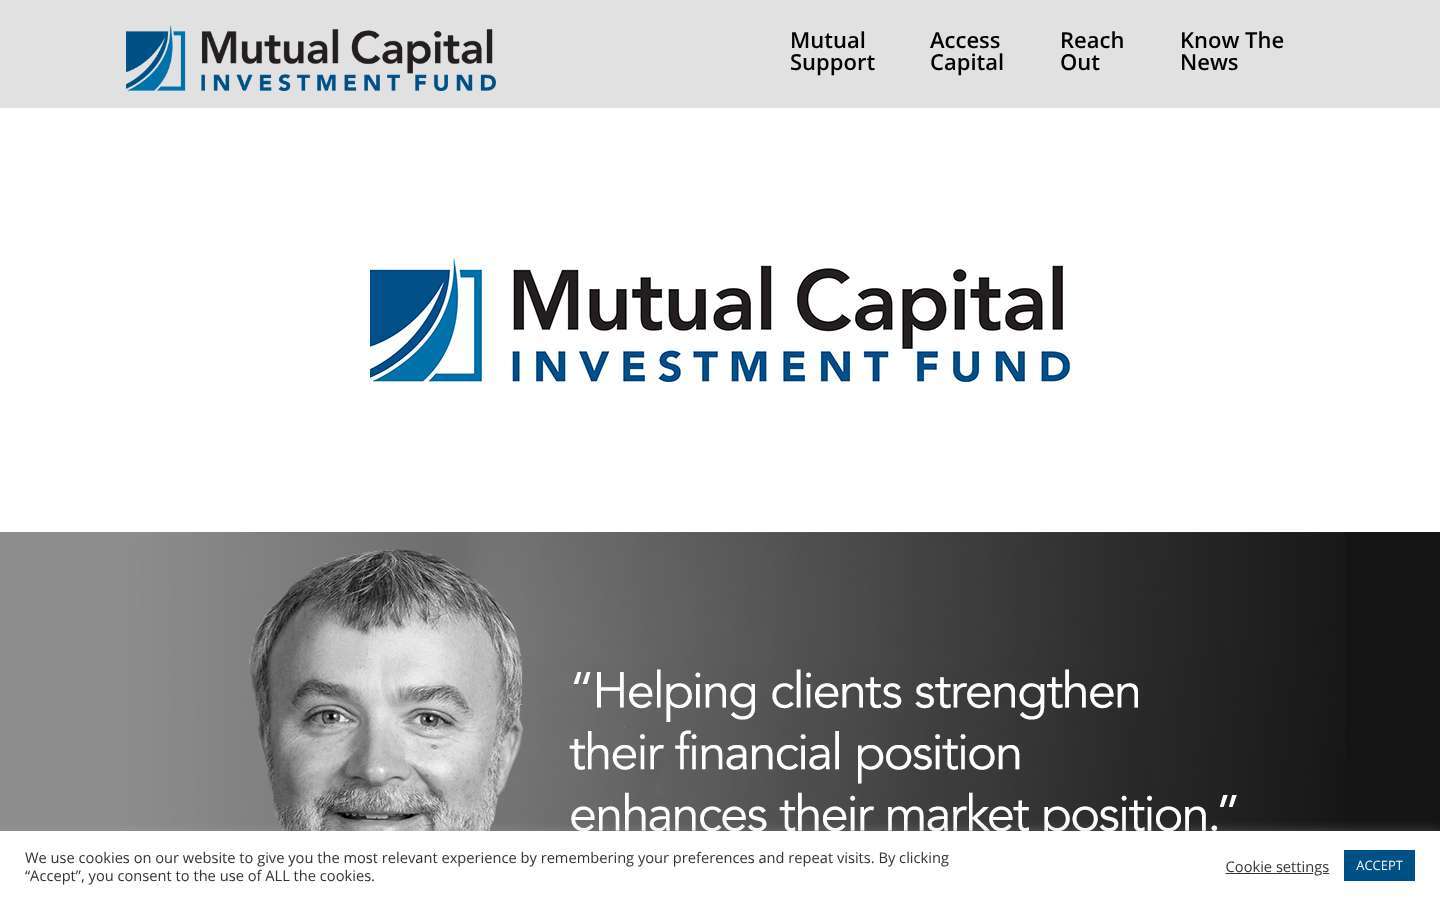 Mutual Capital
INVESTMENT FUND
Mutual
Support
Access
Capital
Reach
Out
Know The
News
Mutual Capital
INVESTMENT FUND
“Helping clients strengthen
their financial position
enhances their market position.”
We use cookies on our website to give you the most relevant experience by remembering your preferences and repeat visits. By clicking
“Accept”, you consent to the use of ALL the cookies.
Cookie settings
ACCEPT